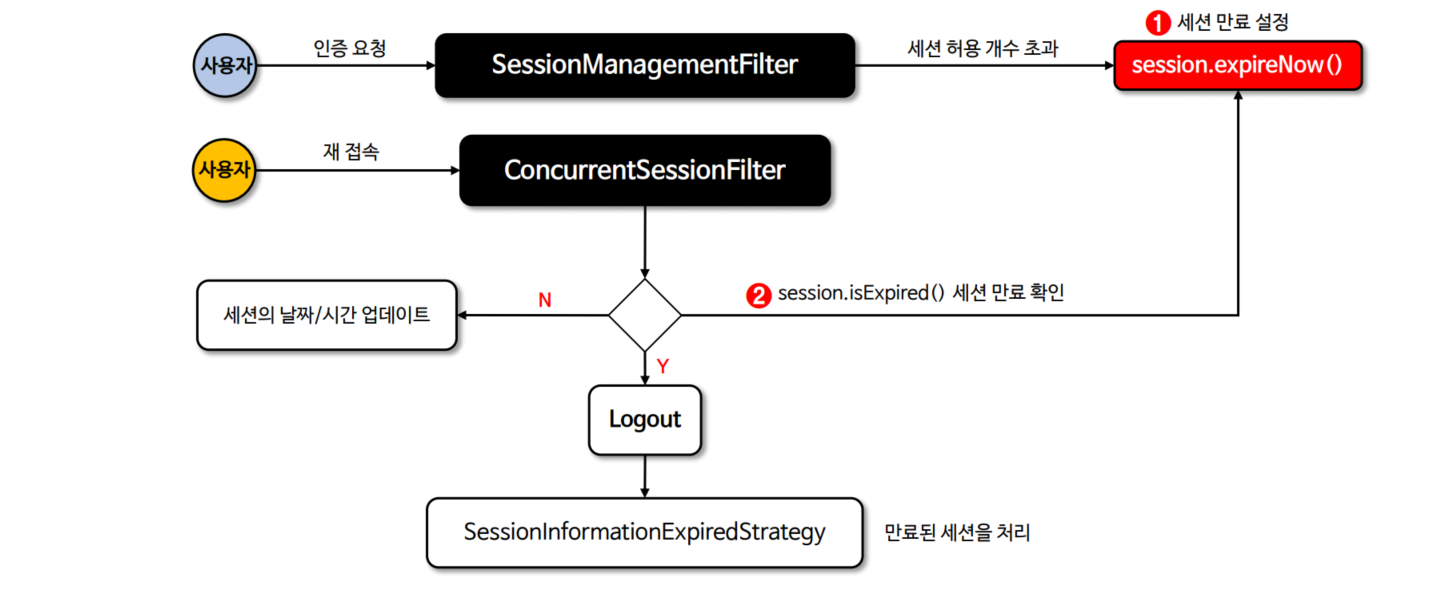 ❶ 세션 만료 설정
사용자
인증 요청
SessionManagementFilter
세션 허용 개수 초과
session.expireNow()
사용자
재 접속
ConcurrentSessionFilter
세션의 날짜/시간 업데이트
N
❷ session.isExpired() 세션 만료 확인
Y
Logout
SessionInformationExpiredStrategy
만료된 세션을 처리